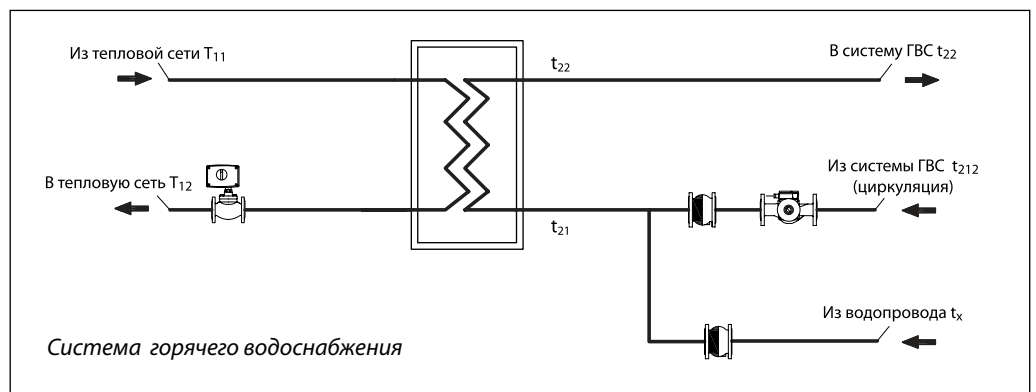 Из тепловой сети T₁₁
t₂₂
В систему ГВС t₂₂
В тепловую сеть T₁₂
Из системы ГВС t₂₁₂
(циркуляция)
t₂₁
Из водопровода tₓ
Система горячего водоснабжения